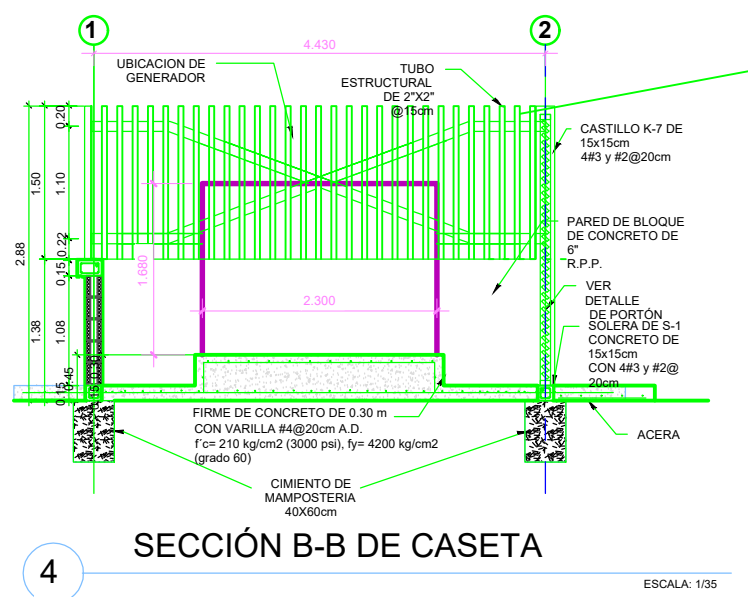 1
2
4.430
UBICACION DE
GENERADOR
TUBO
ESTRUCTURAL
DE 2"X2"
@15cm
CASTILLO K-7 DE
15x15cm
4#3 y #2@20cm
PARED DE BLOQUE
DE CONCRETO DE
6"
R.P.P.
VER
DETALLE
DE PORTÓN
SOLERA DE S-1
CONCRETO DE
15x15cm
CON 4#3 y #2@
20cm
ACERA
2.88
1.50
1.38
0.20
1.10
0.22
0.15
1.08
0.15
0.45
0.30
1.680
2.300
FIRME DE CONCRETO DE 0.30 m
CON VARILLA #4@20cm A.D.
f´c= 210 kg/cm2 (3000 psi), fy= 4200 kg/cm2
(grado 60)
CIMIENTO DE
MAMPOSTERIA
40X60cm
4
SECCIÓN B-B DE CASETA
ESCALA: 1/35